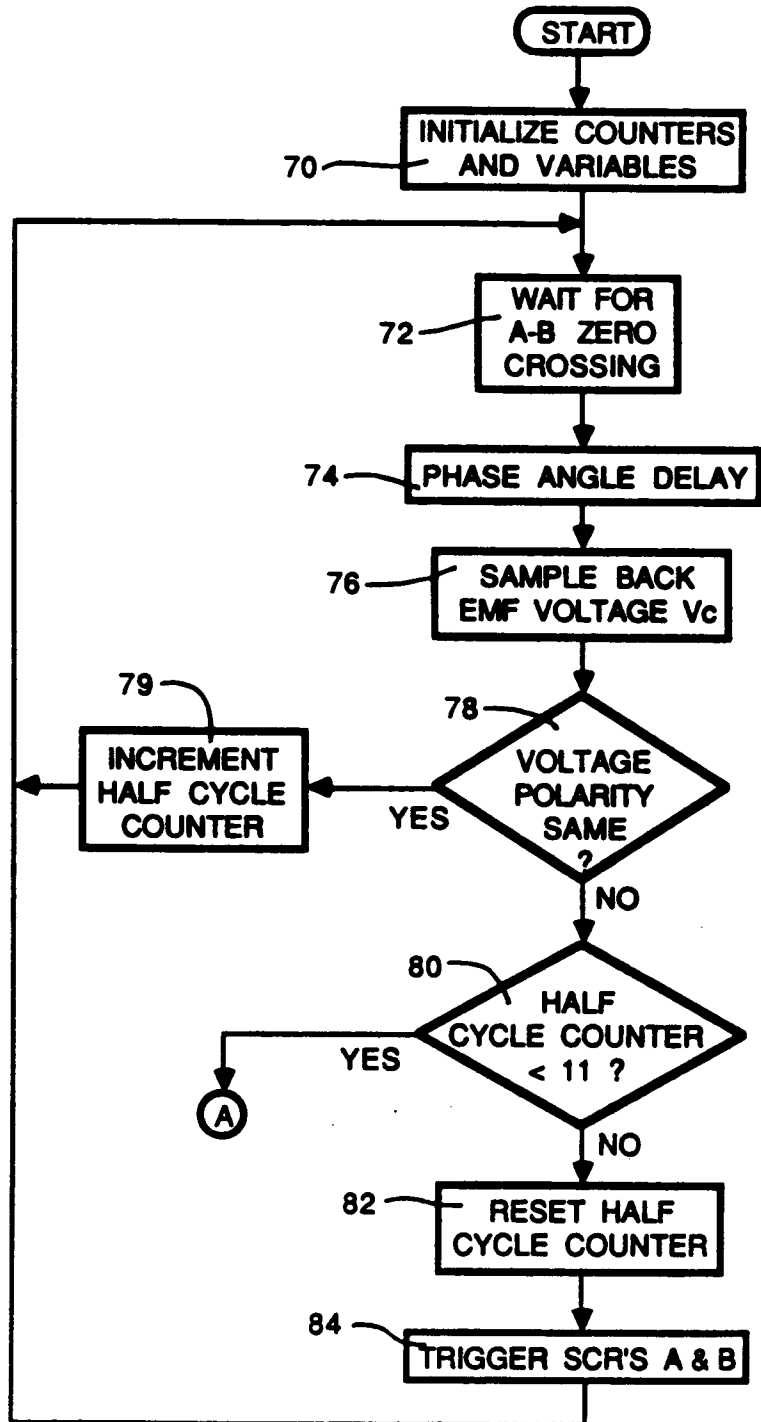 START
INITIALIZE COUNTERS
AND VARIABLES
70
WAIT FOR
A-B ZERO
CROSSING
72
74
PHASE ANGLE DELAY
76
SAMPLE BACK
EMF VOLTAGE Vc
79
INCREMENT
HALF CYCLE
COUNTER
78
VOLTAGE
POLARITY
SAME
?
YES
NO
80
HALF
CYCLE COUNTER
< 11 ?
YES
A
NO
82
RESET HALF
CYCLE COUNTER
84
TRIGGER SCR'S A & B